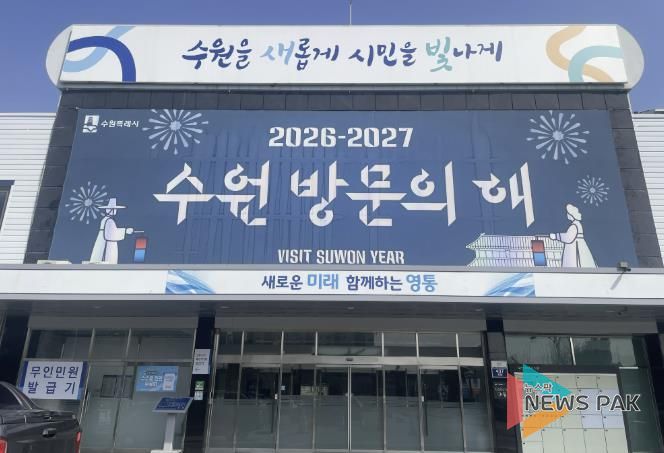 수원을 새롭게 시민을 빛나게
수원특례시
2026-2027
수원 방문의 해
VISIT SUWON YEAR
새로운 미래 함께하는 영통
무인민원
발급기
뉴스팍
NEWS PAK